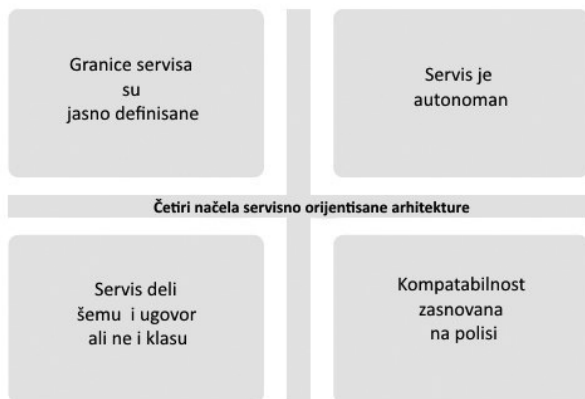 Granice servisa
su
jasno definisane
Servis je
autonoman
Četiri načela servisno orijentisane arhitekture
Servis deli
šemu i ugovor
ali ne i klasu
Kompatabilnost
zasnovana
na polisi